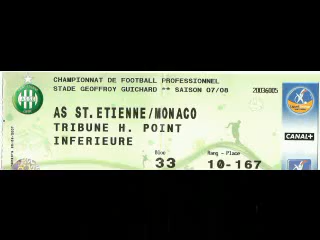 CHAMPIONNAT DE FOOTBALL PROFESSIONNEL
STADE GEOFFROY GUICHARD ** SAISON 07/08
20036005
AS ST.ETIENNE/MONACO
TRIBUNE H. POINT
INFERIEURE
CANAL+
Bloc Rang - Place
33 10-167